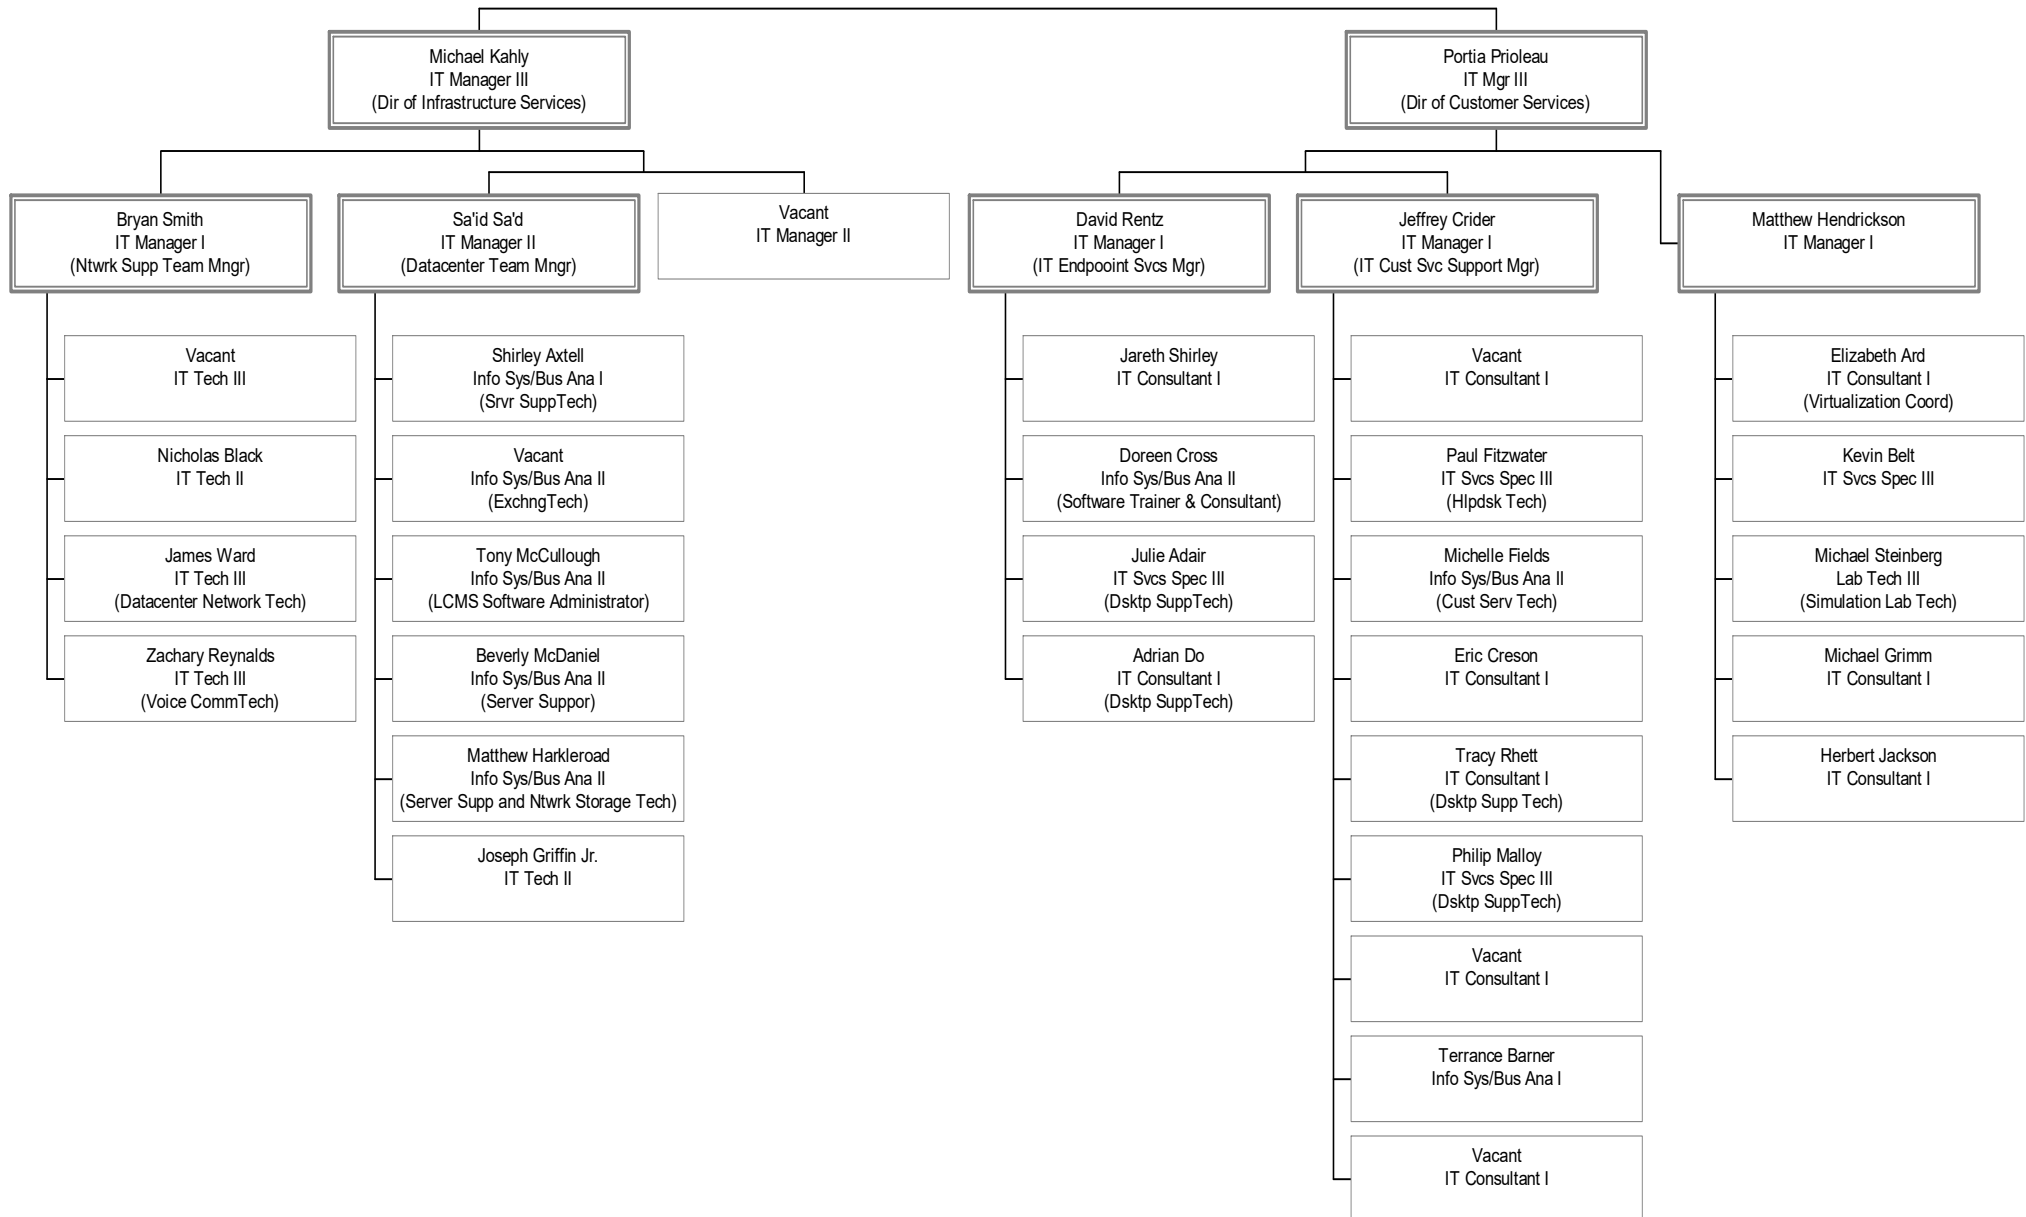 Michael Kahly
IT Manager III
(Dir of Infrastructure Services)
Portia Prioleau
IT Mgr III
(Dir of Customer Services)
Bryan Smith
IT Manager I
(Ntwrk Supp Team Mngr)
Sa'id Sa'd
IT Manager II
(Datacenter Team Mngr)
Vacant
IT Manager II
David Rentz
IT Manager I
(IT Endpooint Svcs Mgr)
Jeffrey Crider
IT Manager I
(IT Cust Svc Support Mgr)
Matthew Hendrickson
IT Manager I
Vacant
IT Tech III
Nicholas Black
IT Tech II
James Ward
IT Tech III
(Datacenter Network Tech)
Zachary Reynalds
IT Tech III
(Voice CommTech)
Shirley Axtell
Info Sys/Bus Ana I
(Srvr SuppTech)
Vacant
Info Sys/Bus Ana II
(ExchngTech)
Tony McCullough
Info Sys/Bus Ana II
(LCMS Software Administrator)
Beverly McDaniel
Info Sys/Bus Ana II
(Server Suppor)
Matthew Harkleroad
Info Sys/Bus Ana II
(Server Supp and Ntwrk Storage Tech)
Joseph Griffin Jr.
IT Tech II
Jareth Shirley
IT Consultant I
Doreen Cross
Info Sys/Bus Ana II
(Software Trainer & Consultant)
Julie Adair
IT Svcs Spec III
(Dsktp SuppTech)
Adrian Do
IT Consultant I
(Dsktp SuppTech)
Vacant
IT Consultant I
Paul Fitzwater
IT Svcs Spec III
(Hlpdsk Tech)
Michelle Fields
Info Sys/Bus Ana II
(Cust Serv Tech)
Eric Creson
IT Consultant I
Tracy Rhett
IT Consultant I
(Dsktp Supp Tech)
Philip Malloy
IT Svcs Spec III
(Dsktp SuppTech)
Vacant
IT Consultant I
Terrance Barner
Info Sys/Bus Ana I
Vacant
IT Consultant I
Elizabeth Ard
IT Consultant I
(Virtualization Coord)
Kevin Belt
IT Svcs Spec III
Michael Steinberg
Lab Tech III
(Simulation Lab Tech)
Michael Grimm
IT Consultant I
Herbert Jackson
IT Consultant I